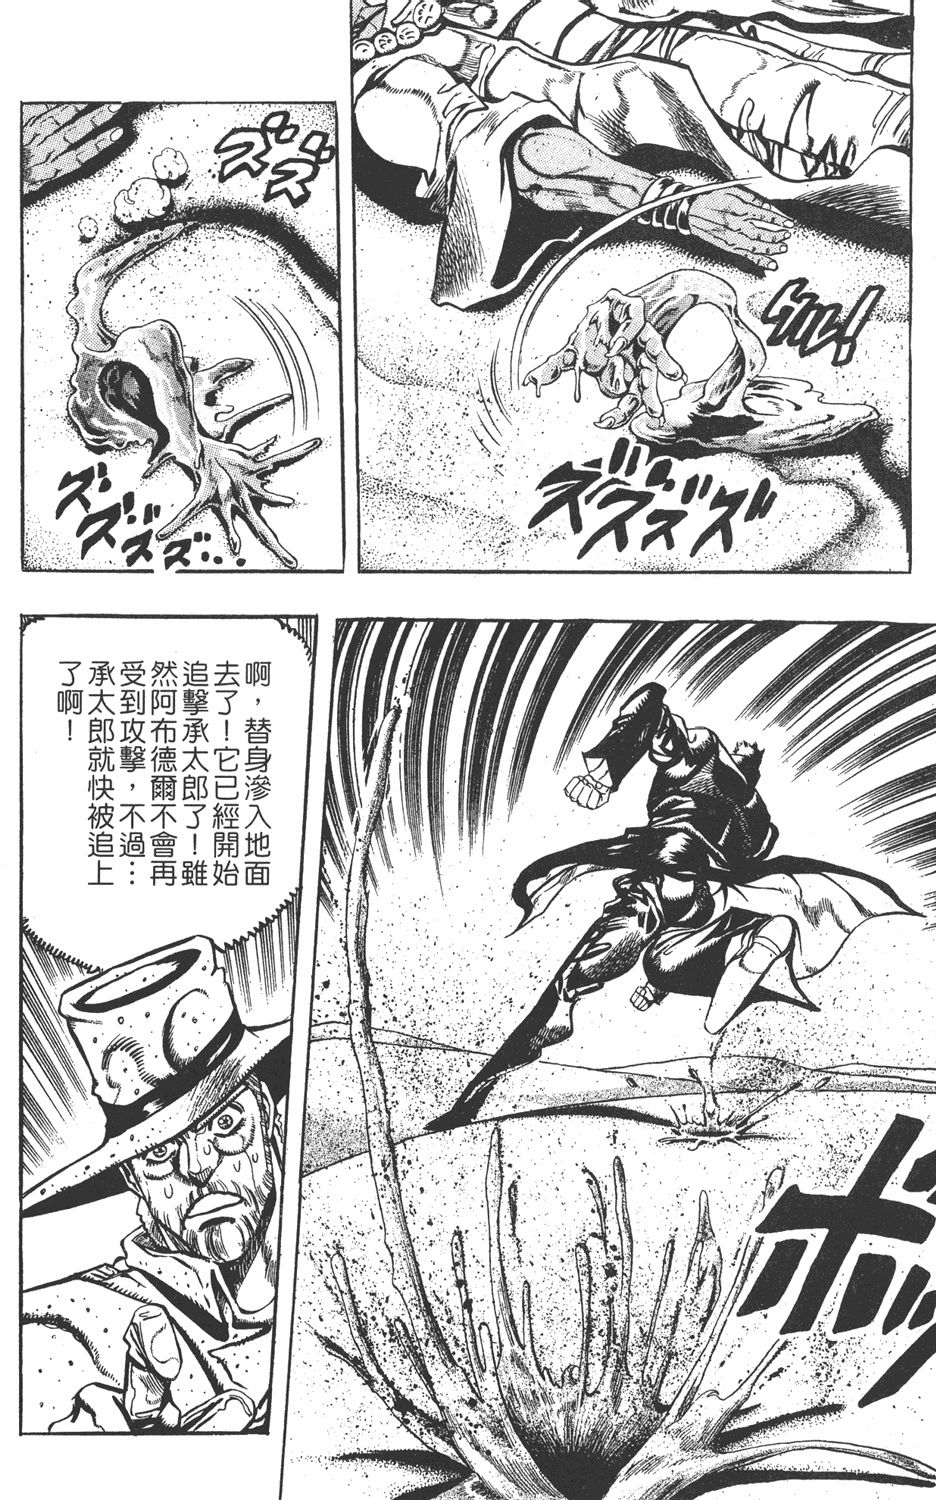 ケルル！
ズズズズ
ズズズ
ズズズズ…
ボ
啊，替身滲入地面
去了！它已經開始
追擊承太郎了！雖
然阿布德爾不會再
受到攻擊，不過…
承太郎就快被追上
了啊！